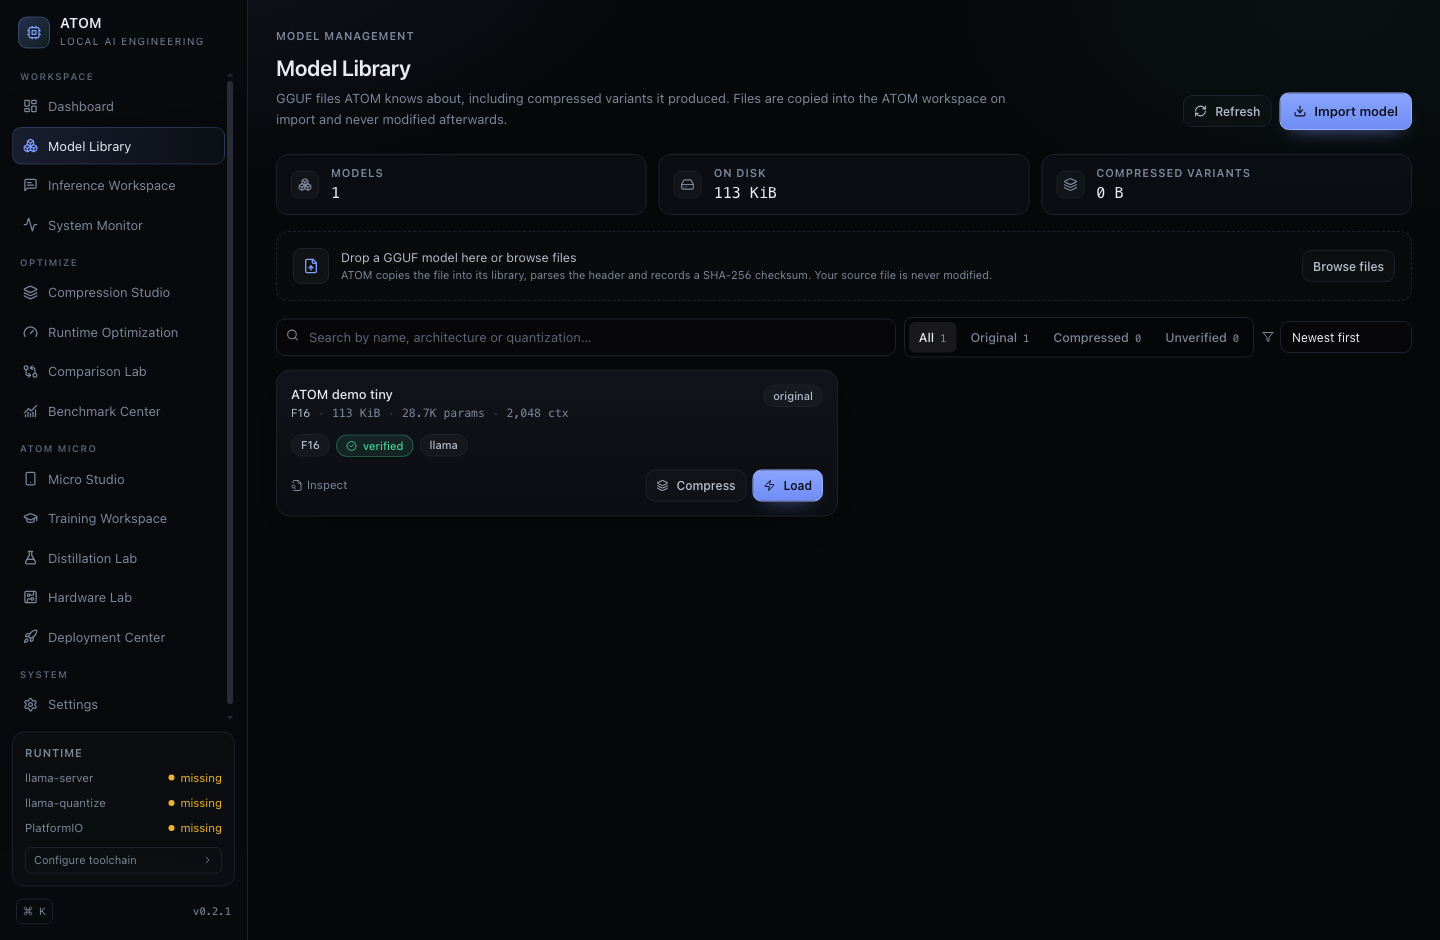 ATOM
LOCAL AI ENGINEERING
WORKSPACE
Dashboard
Model Library
Inference Workspace
System Monitor
OPTIMIZE
Compression Studio
Runtime Optimization
Comparison Lab
Benchmark Center
ATOM MICRO
Micro Studio
Training Workspace
Distillation Lab
Hardware Lab
Deployment Center
SYSTEM
Settings
RUNTIME
llama-server missing
llama-quantize missing
PlatformIO missing
Configure toolchain
⌘ K v0.2.1
MODEL MANAGEMENT
Model Library
GGUF files ATOM knows about, including compressed variants it produced. Files are copied into the ATOM workspace on
import and never modified afterwards.
Refresh
Import model
MODELS
1
ON DISK
113 KiB
COMPRESSED VARIANTS
0 B
Drop a GGUF model here or browse files
ATOM copies the file into its library, parses the header and records a SHA-256 checksum. Your source file is never modified.
Browse files
Search by name, architecture or quantization...
All 1 Original 1 Compressed 0 Unverified 0
Newest first
ATOM demo tiny
original
F16 · 113 KiB · 28.7K params · 2,048 ctx
F16 verified llama
Inspect
Compress
Load